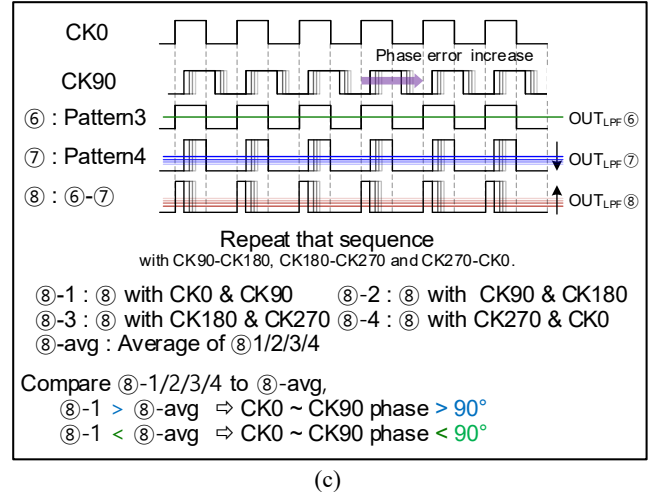 CK0
Phase error increase
CK90
⑥ : Pattern3
OUTLPF⑥
⑦ : Pattern4
OUTLPF⑦
⑧ : ⑥-⑦
OUTLPF⑧
Repeat that sequence
with CK90-CK180, CK180-CK270 and CK270-CK0.
⑧-1 : ⑧ with CK0 & CK90 ⑧-2 : ⑧ with CK90 & CK180
⑧-3 : ⑧ with CK180 & CK270 ⑧-4 : ⑧ with CK270 & CK0
⑧-avg : Average of ⑧1/2/3/4
Compare ⑧-1/2/3/4 to ⑧-avg,
⑧-1 > ⑧-avg ⇨ CK0 ~ CK90 phase > 90°
⑧-1 < ⑧-avg ⇨ CK0 ~ CK90 phase < 90°
(c)